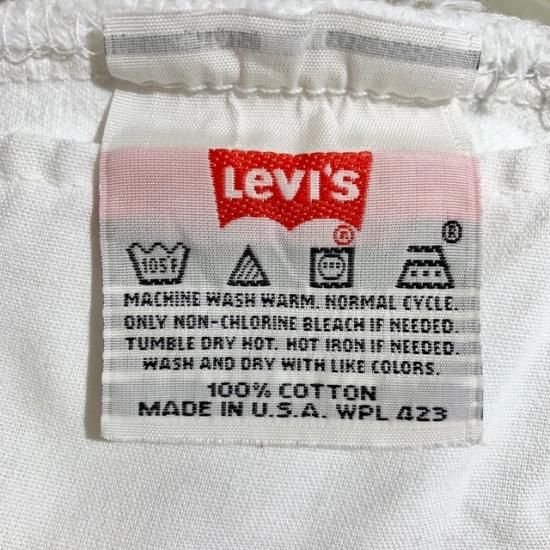 Levi's
®
®
105F
MACHINE WASH WARM. NORMAL CYCLE.
ONLY NON-CHLORINE BLEACH IF NEEDED.
TUMBLE DRY HOT. HOT IRON IF NEEDED.
WASH AND DRY WITH LIKE COLORS.
100% COTTON
MADE IN U.S.A. WPL 423